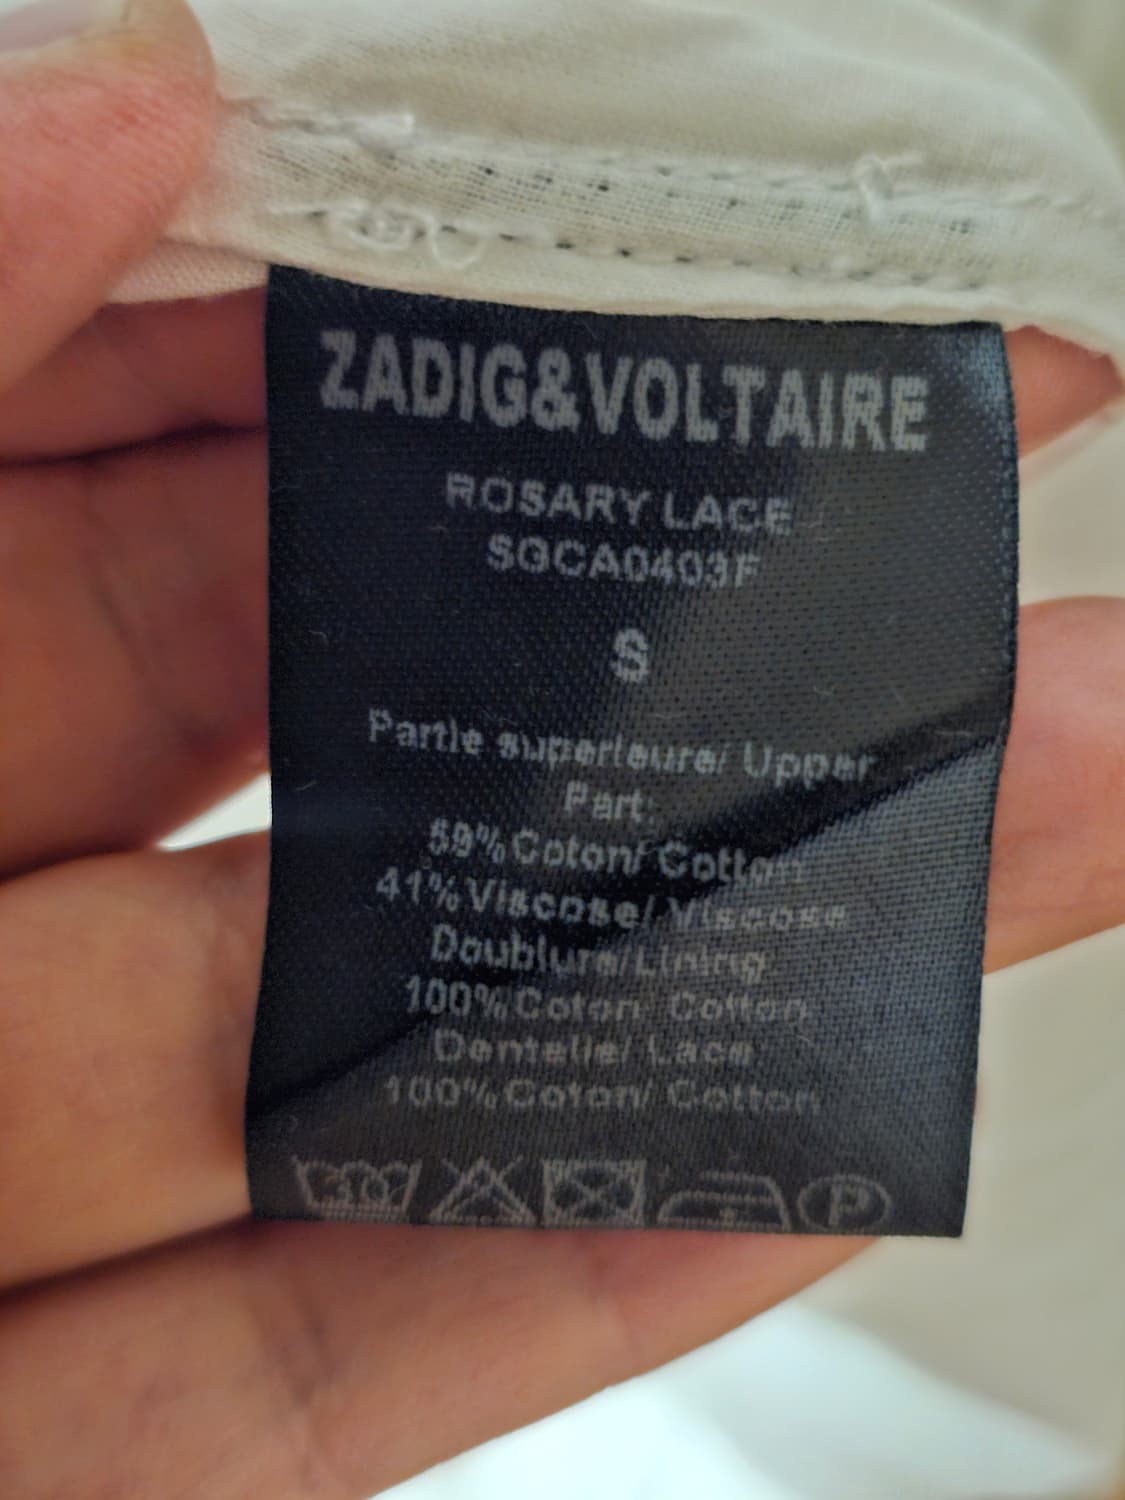 ZADIG&VOLTAIRE
ROSARY LACE
SGCA0403F
S
Partie superieure/ Upper
Part:
59% Coton/ Cotton
41% Viscose/ Viscose
Doublure/Lining
100% Coton/ Cotton
Dentelle/ Lace
100% Coton/ Cotton
30 P